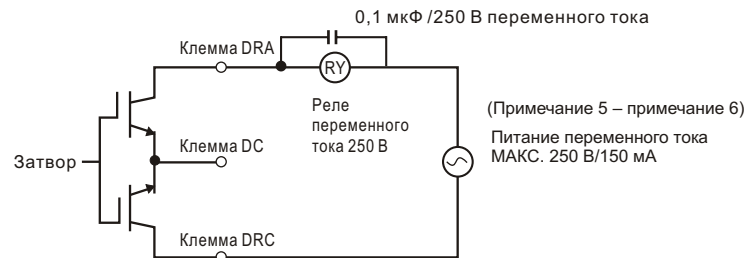 0,1 мкФ /250 В переменного тока
Клемма DRA
RY
Реле
переменного
тока 250 В
(Примечание 5 – примечание 6)
Питание переменного тока
МАКС. 250 В/150 мА
Клемма DC
Затвор
Клемма DRC